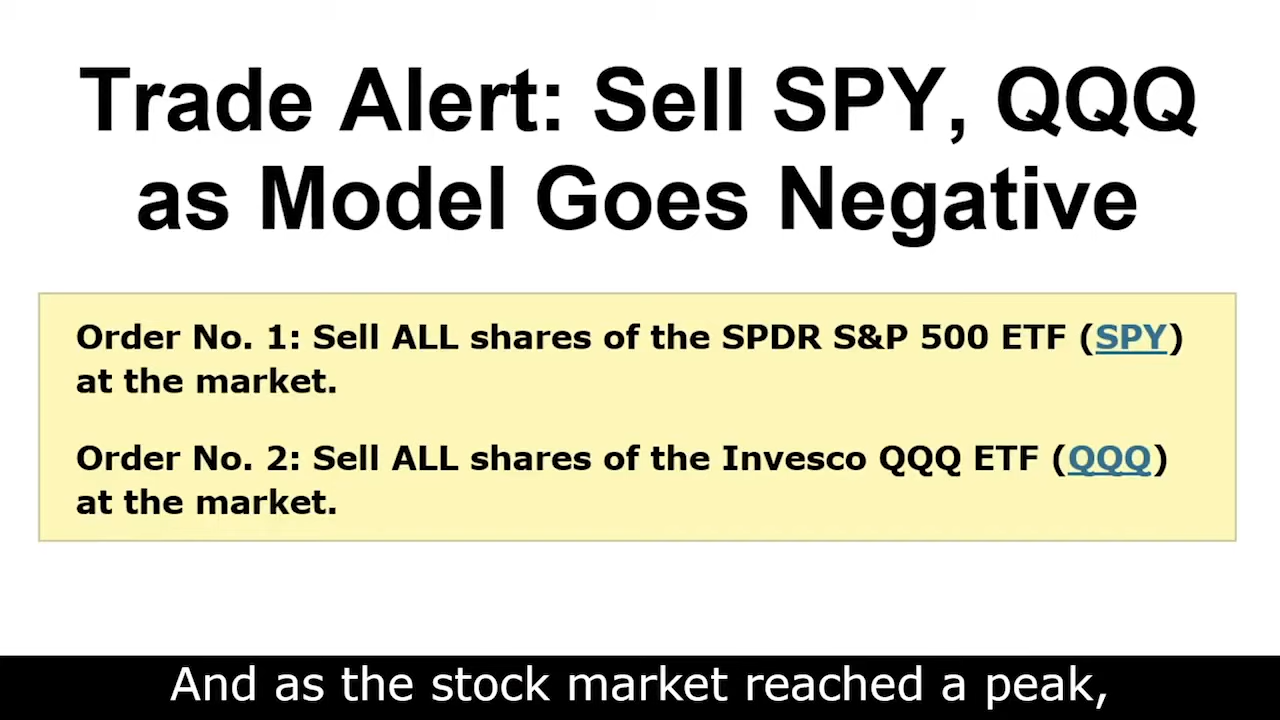 Trade Alert: Sell SPY, QQQ
as Model Goes Negative
Order No. 1: Sell ALL shares of the SPDR S&P 500 ETF (SPY)
at the market.
Order No. 2: Sell ALL shares of the Invesco QQQ ETF (QQQ)
at the market.
And as the stock market reached a peak,